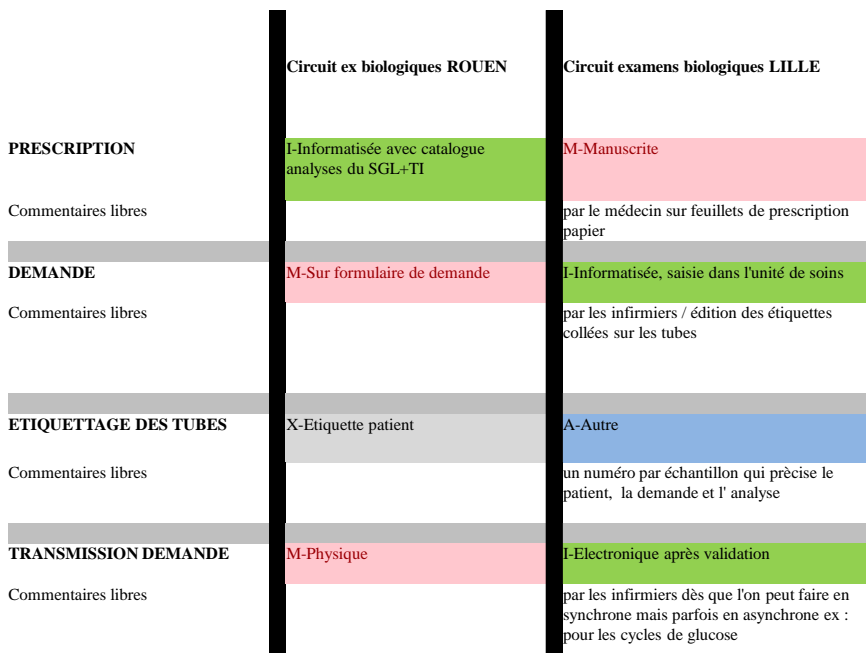 Circuit ex biologiques ROUEN
Circuit examens biologiques LILLE
PRESCRIPTION
I-Informatisée avec catalogue
analyses du SGL+TI
M-Manuscrite
Commentaires libres
par le médecin sur feuillets de prescription
papier
DEMANDE
M-Sur formulaire de demande
I-Informatisée, saisie dans l'unité de soins
Commentaires libres
par les infirmiers / édition des étiquettes
collées sur les tubes
ETIQUETTAGE DES TUBES
X-Etiquette patient
A-Autre
Commentaires libres
un numéro par échantillon qui prècise le
patient, la demande et l' analyse
TRANSMISSION DEMANDE
M-Physique
I-Electronique après validation
Commentaires libres
par les infirmiers dès que l'on peut faire en
synchrone mais parfois en asynchrone ex :
pour les cycles de glucose